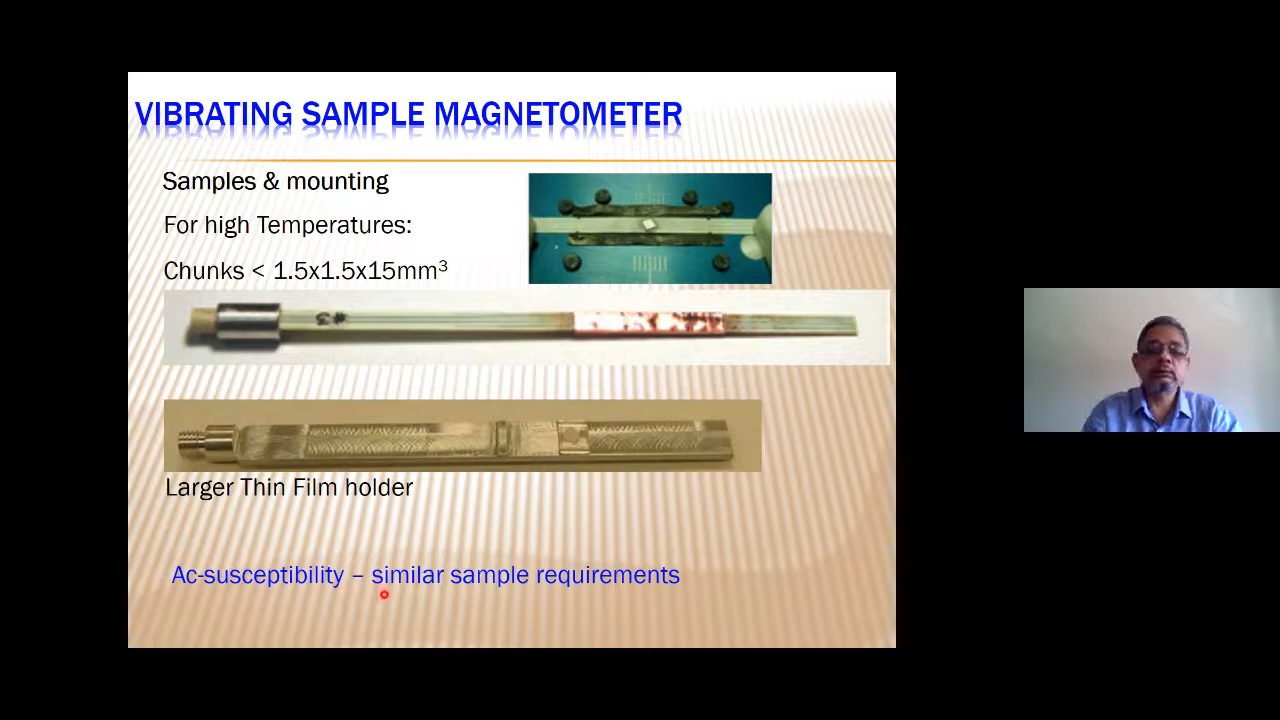 VIBRATING SAMPLE MAGNETOMETER
Samples & mounting
For high Temperatures:
Chunks < 1.5x1.5x15mm³
Larger Thin Film holder
Ac-susceptibility – similar sample requirements